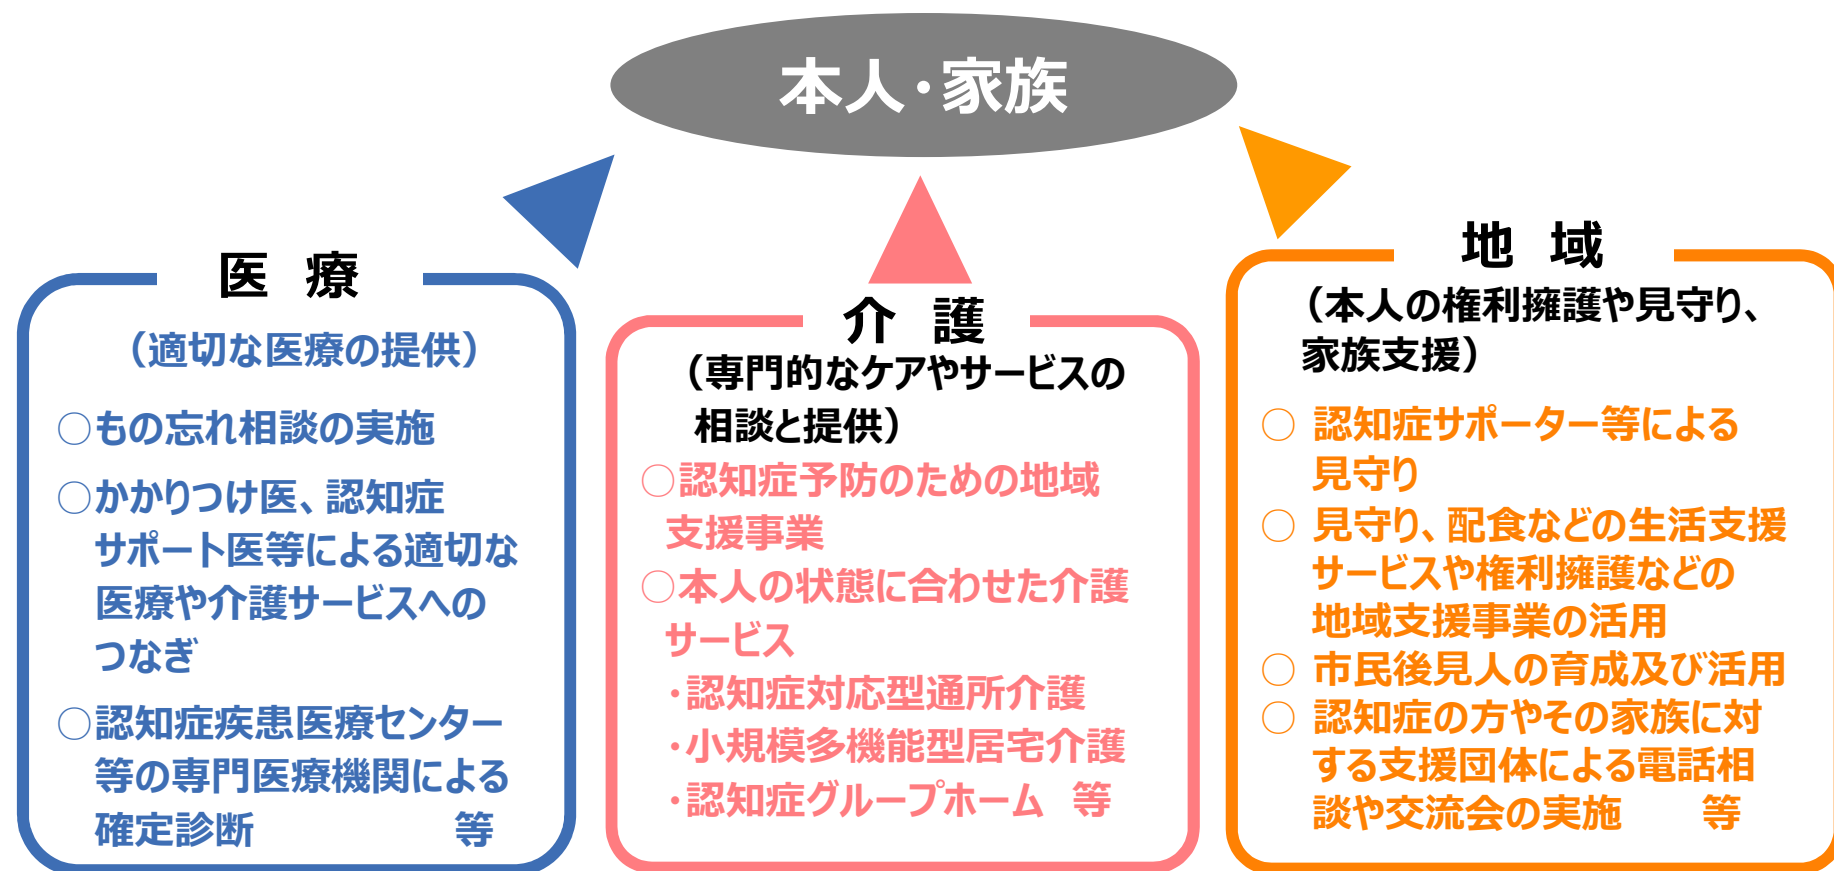 本人・家族
医 療
（適切な医療の提供）
○もの忘れ相談の実施
○かかりつけ医、認知症
サポート医等による適切な
医療や介護サービスへの
つなぎ
○認知症疾患医療センター
等の専門医療機関による
確定診断 等
介 護
（専門的なケアやサービスの
相談と提供）
○認知症予防のための地域
支援事業
○本人の状態に合わせた介護
サービス
・認知症対応型通所介護
・小規模多機能型居宅介護
・認知症グループホーム 等
地 域
（本人の権利擁護や見守り、
家族支援）
○ 認知症サポーター等による
見守り
○ 見守り、配食などの生活支援
サービスや権利擁護などの
地域支援事業の活用
○ 市民後見人の育成及び活用
○ 認知症の方やその家族に対
する支援団体による電話相
談や交流会の実施 等